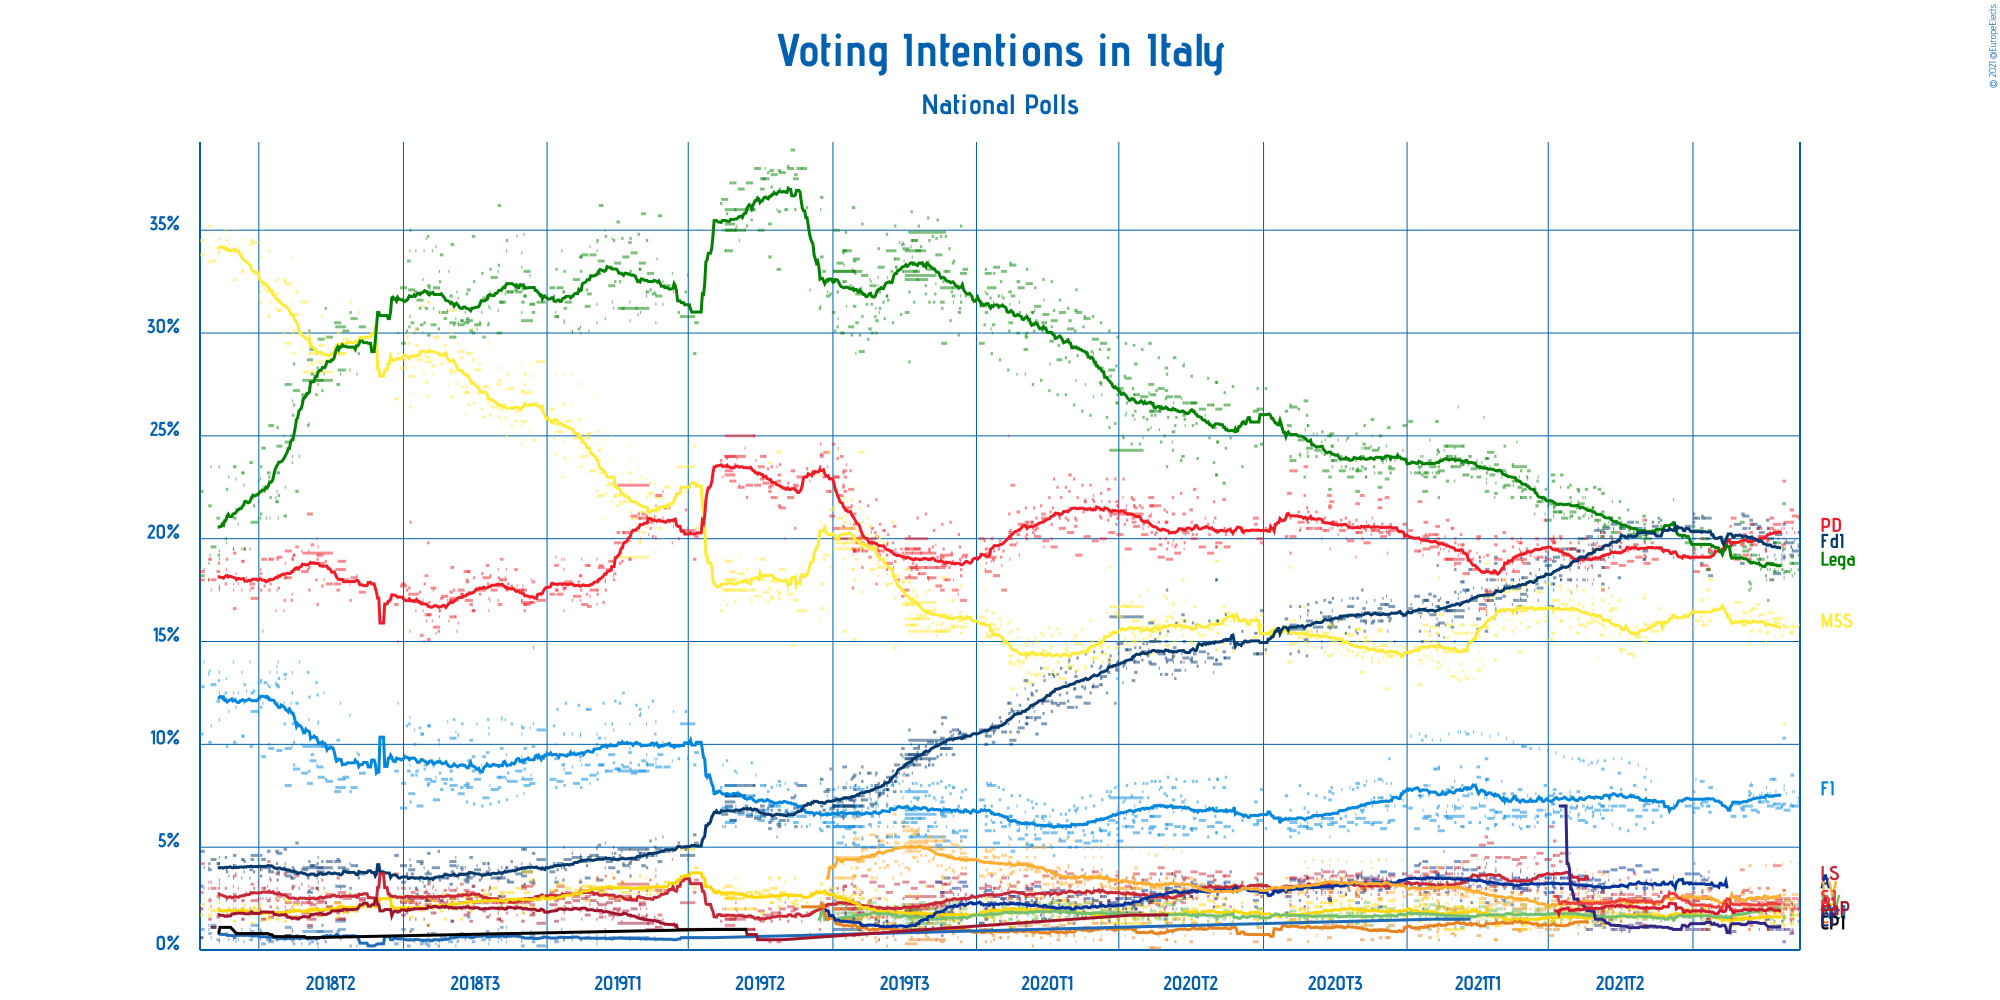 Voting Intentions in Italy
National Polls
© 2021 @EuropeElects
35%
30%
25%
20%
15%
10%
5%
0%
PD
FdI
Lega
M5S
FI
LS
2018T2
2018T3
2019T1
2019T2
2019T3
2020T1
2020T2
2020T3
2021T1
2021T2